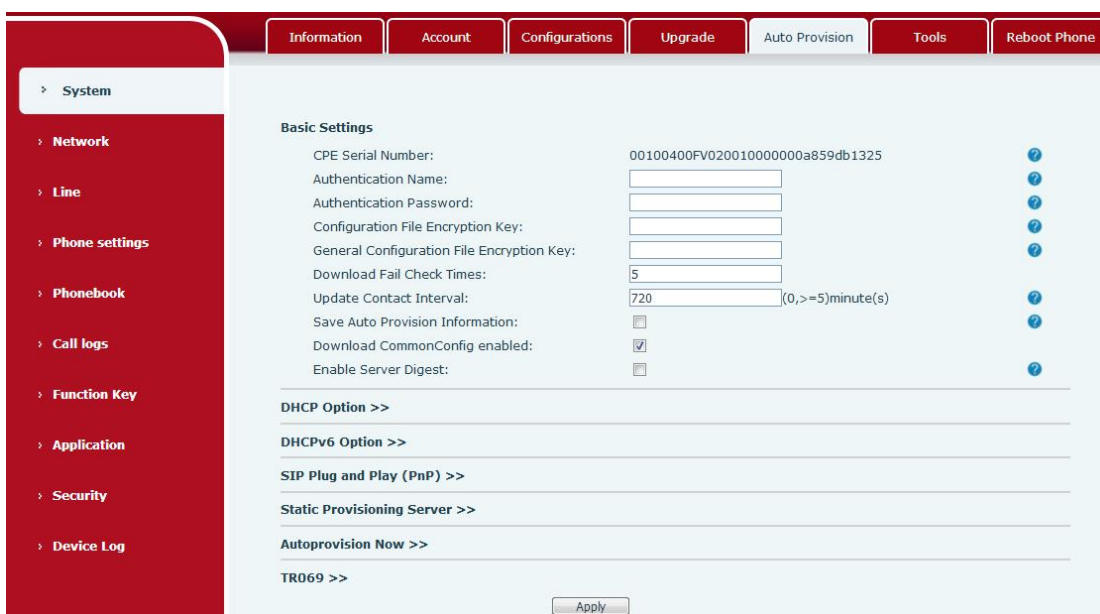 Information Account Configurations Upgrade Auto Provision Tools Reboot Phone
› System
› Network
› Line
› Phone settings
› Phonebook
› Call logs
› Function Key
› Application
› Security
› Device Log
Basic Settings
CPE Serial Number: 00100400FV020010000000a859db1325
Authentication Name:
Authentication Password:
Configuration File Encryption Key:
General Configuration File Encryption Key:
Download Fail Check Times: 5
Update Contact Interval: 720 (0,>=5)minute(s)
Save Auto Provision Information:
Download CommonConfig enabled:
Enable Server Digest:
DHCP Option >>
DHCPv6 Option >>
SIP Plug and Play (PnP) >>
Static Provisioning Server >>
Autoprovision Now >>
TR069 >>
Apply